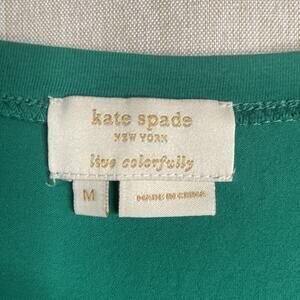 kate spade
NEW YORK
live colorfully
M
MADE IN CHINA